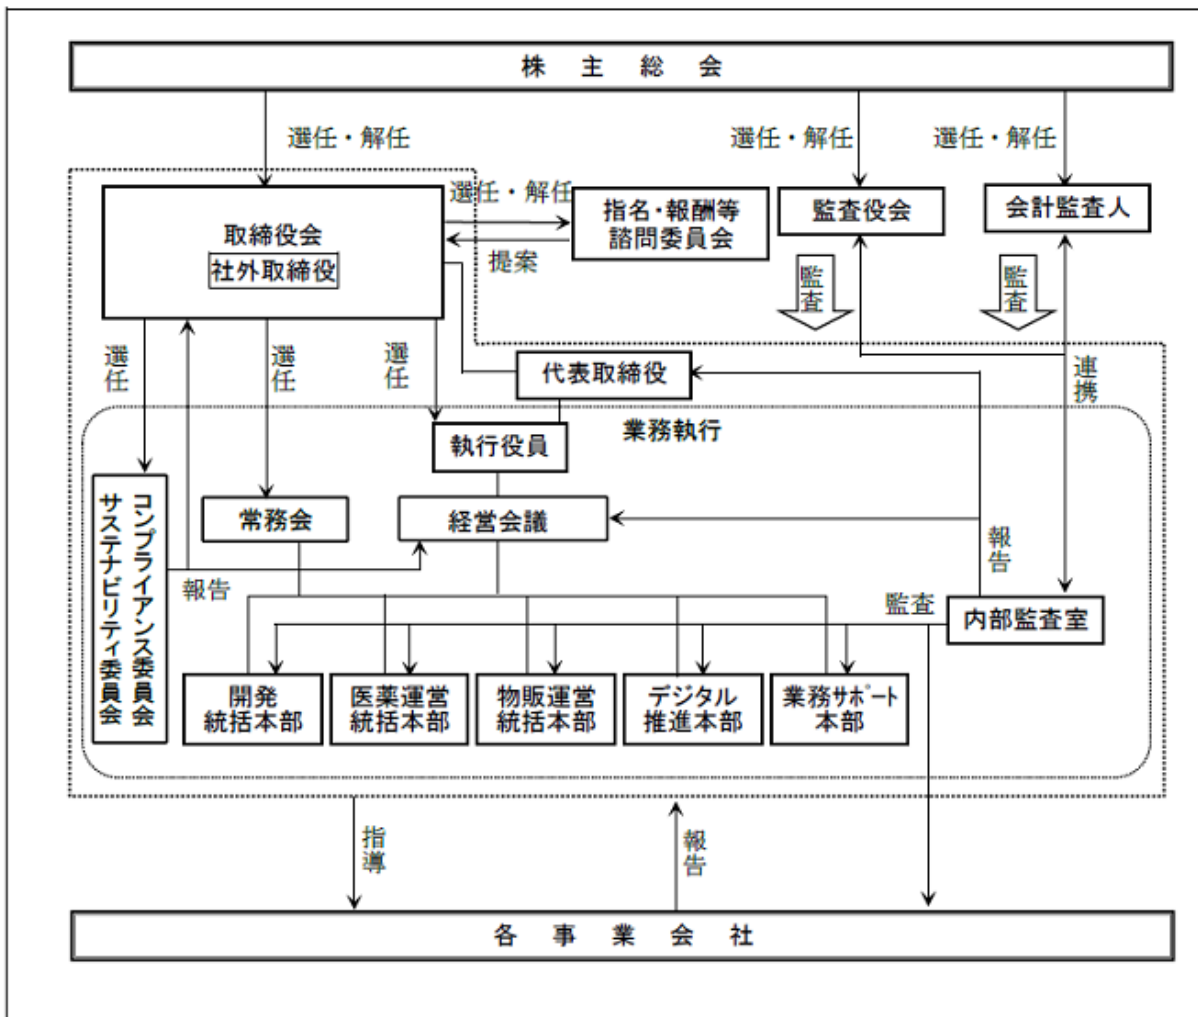 株主総会
選任・解任
選任・解任
選任・解任
選任・解任
取締役会
社外取締役
指名・報酬等
諮問委員会
提案
監査役会
会計監査人
監査
監査
選任
選任
選任
代表取締役
連携
業務執行
執行役員
コンプライアンス委員会
サステナビリティ委員会
常務会
経営会議
報告
報告
監査
内部監査室
開発
統括本部
医薬運営
統括本部
物販運営
統括本部
デジタル
推進本部
業務サポート
本部
指導
報告
各事業会社